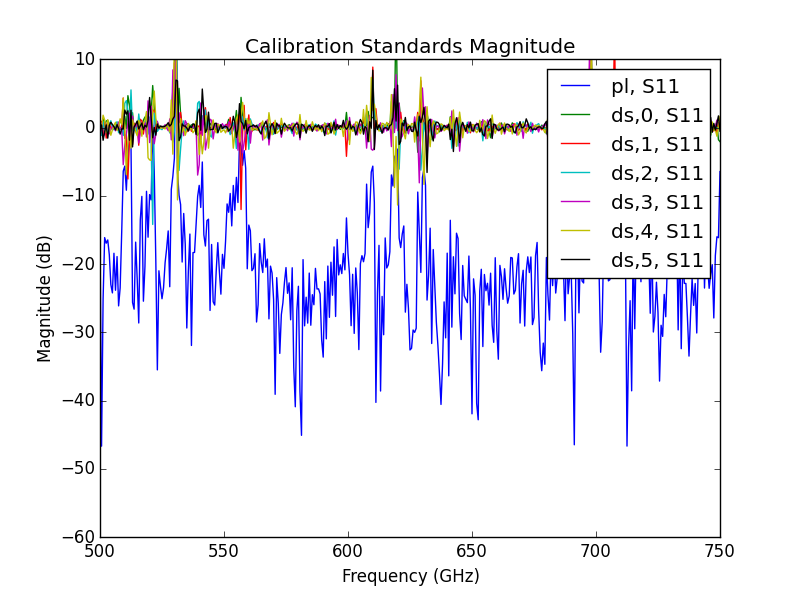 Calibration Standards Magnitude
10
0
−10
−20
−30
−40
−50
−60
Magnitude (dB)
pl, S11
ds,0, S11
ds,1, S11
ds,2, S11
ds,3, S11
ds,4, S11
ds,5, S11
500
550
600
650
700
750
Frequency (GHz)